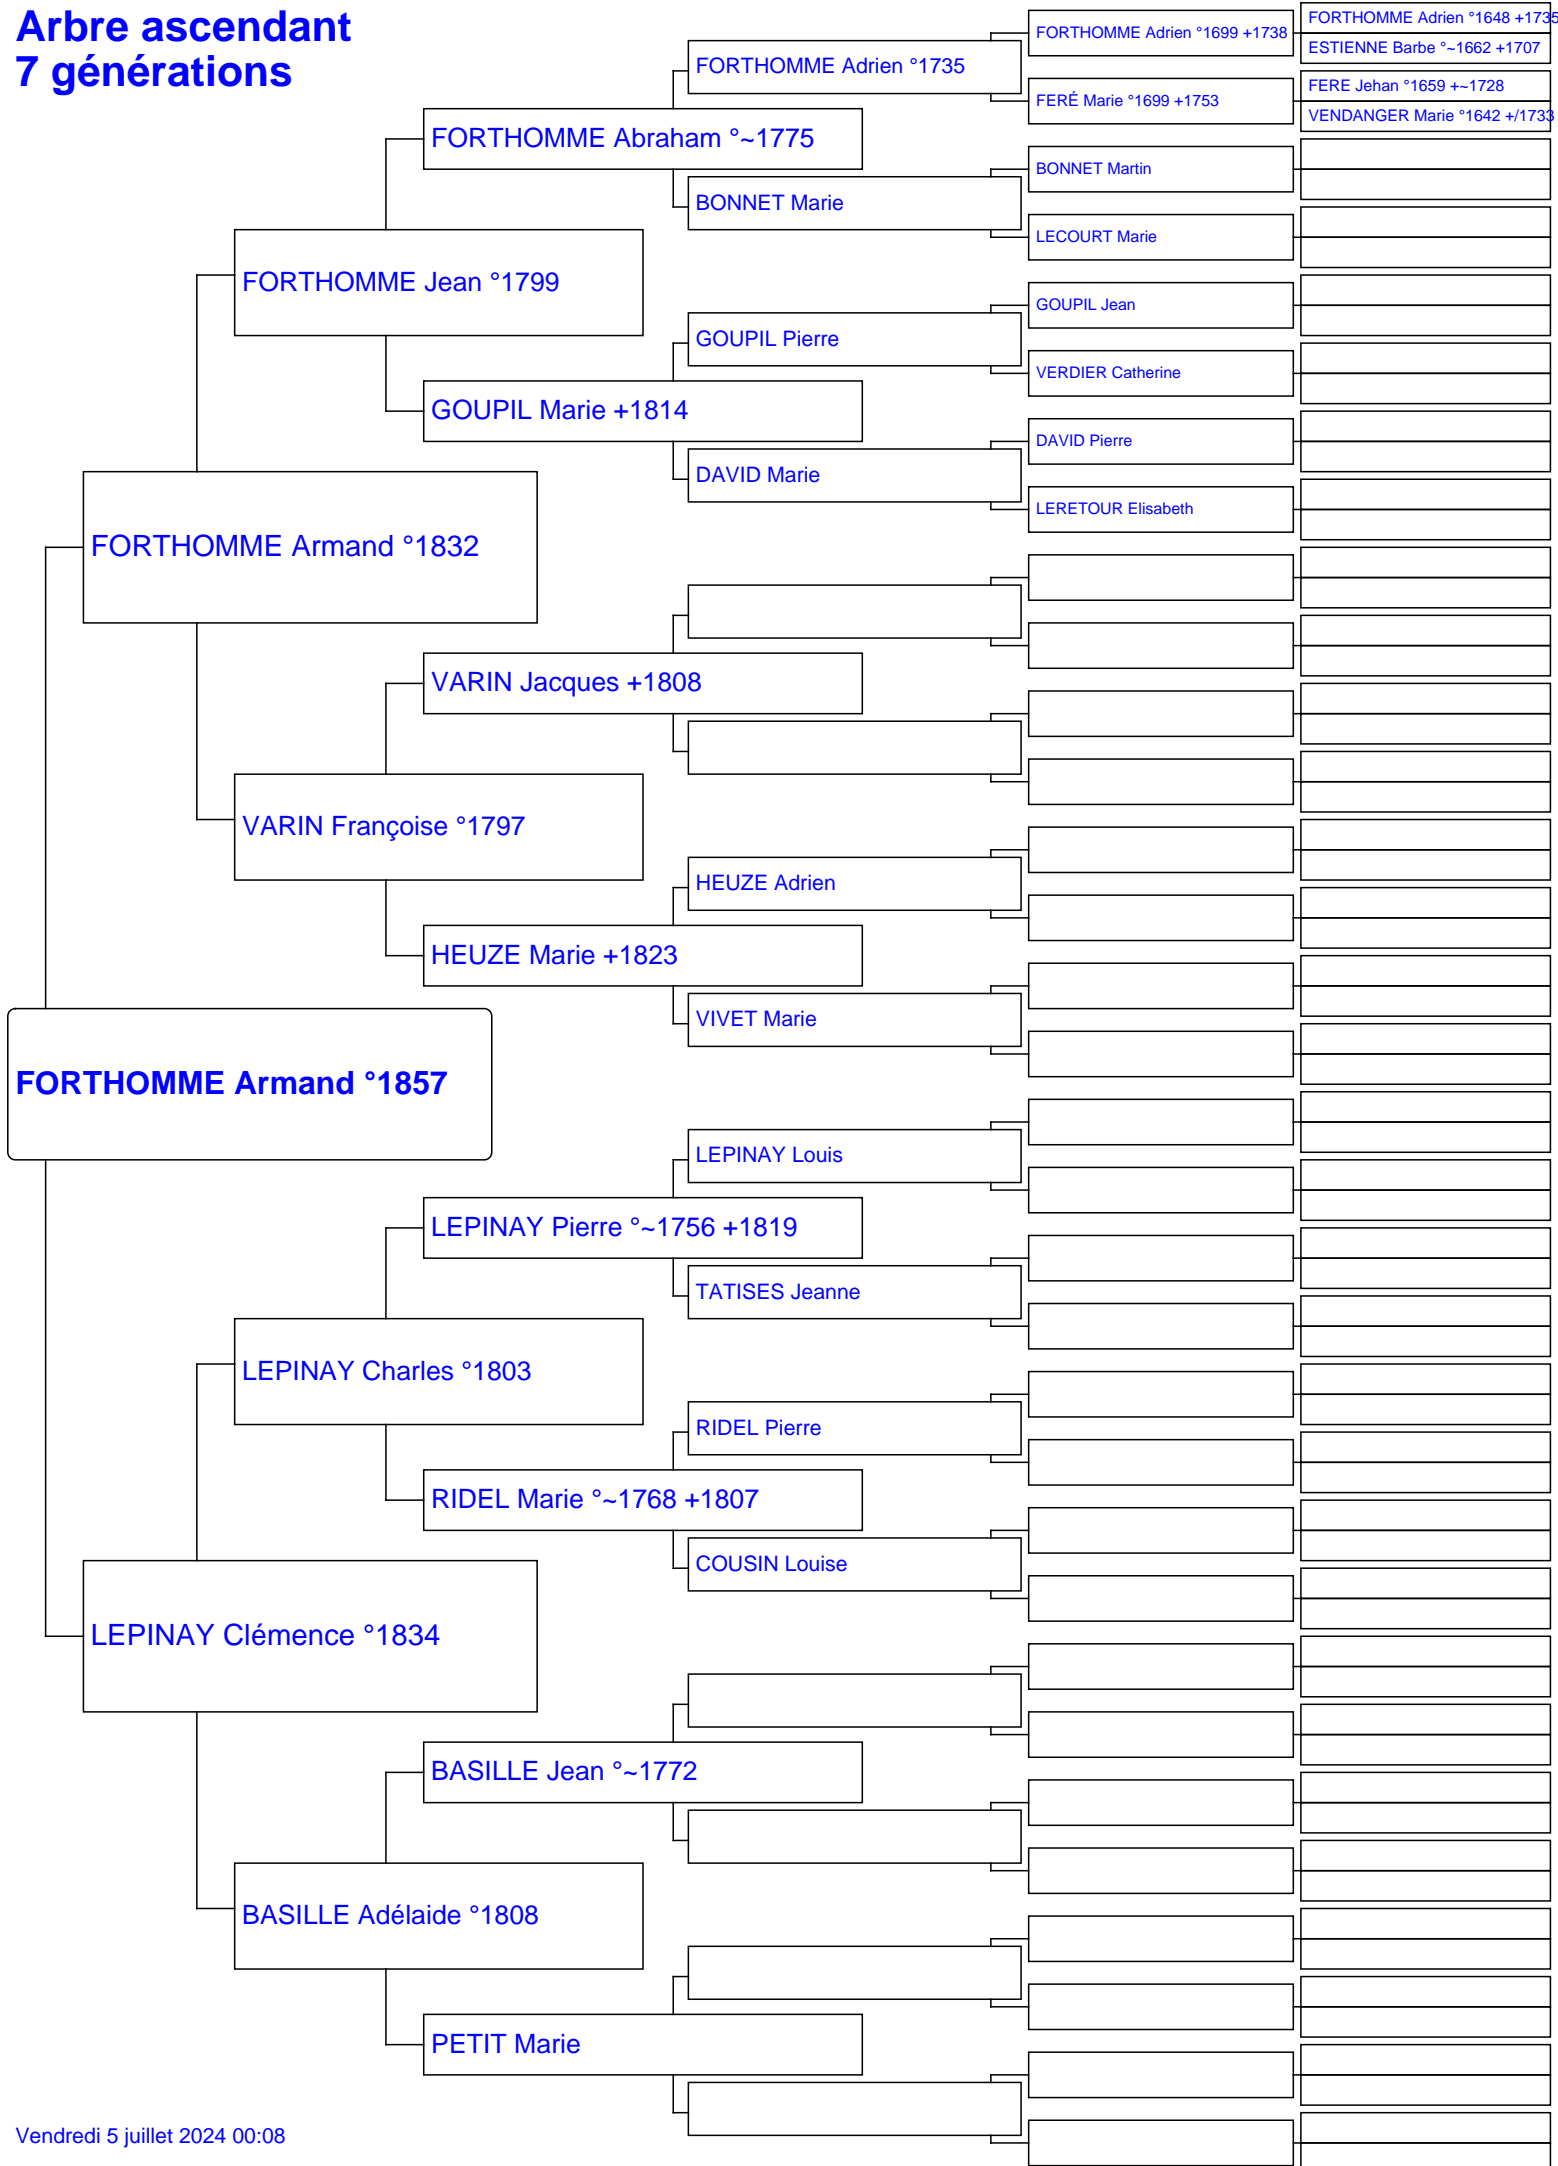 Arbre ascendant
7 générations
FORTHOMME Adrien °1648 +1735
FORTHOMME Adrien °1699 +1738
ESTIENNE Barbe °~1662 +1707
FORTHOMME Adrien °1735
FERE Jehan °1659 +~1728
FERÉ Marie °1699 +1753
VENDANGER Marie °1642 +/1733
FORTHOMME Abraham °~1775
BONNET Martin
BONNET Marie
LECOURT Marie
FORTHOMME Jean °1799
GOUPIL Jean
GOUPIL Pierre
VERDIER Catherine
GOUPIL Marie +1814
DAVID Pierre
DAVID Marie
LERETOUR Elisabeth
FORTHOMME Armand °1832
VARIN Jacques +1808
VARIN Françoise °1797
HEUZE Adrien
HEUZE Marie +1823
VIVET Marie
FORTHOMME Armand °1857
LEPINAY Louis
LEPINAY Pierre °~1756 +1819
TATISES Jeanne
LEPINAY Charles °1803
RIDEL Pierre
RIDEL Marie °~1768 +1807
COUSIN Louise
LEPINAY Clémence °1834
BASILLE Jean °~1772
BASILLE Adélaide °1808
PETIT Marie
Vendredi 5 juillet 2024 00:08